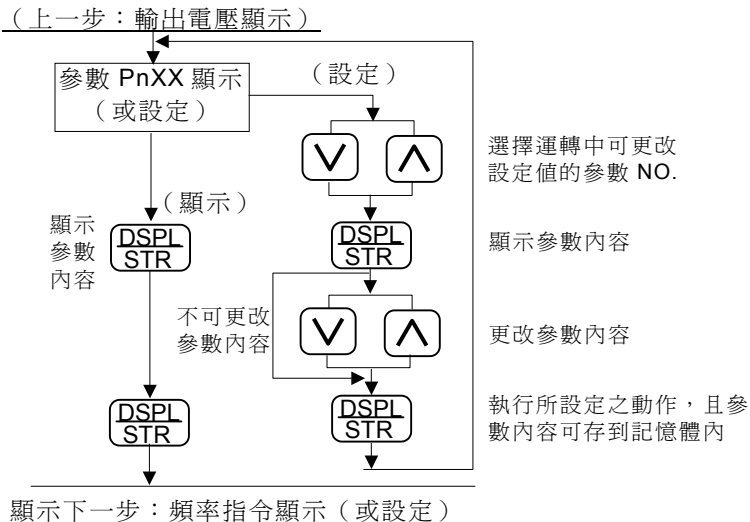 （上一步：輸出電壓顯示）
參數 PnXX 顯示
（或設定）
（設定）
選擇運轉中可更改
設定值的參數 NO.
（顯示）
顯示
參數
內容
DSPL
STR
DSPL
STR
顯示參數內容
不可更改
參數內容
更改參數內容
DSPL
STR
DSPL
STR
執行所設定之動作，且參
數內容可存到記憶體內
顯示下一步：頻率指令顯示（或設定）